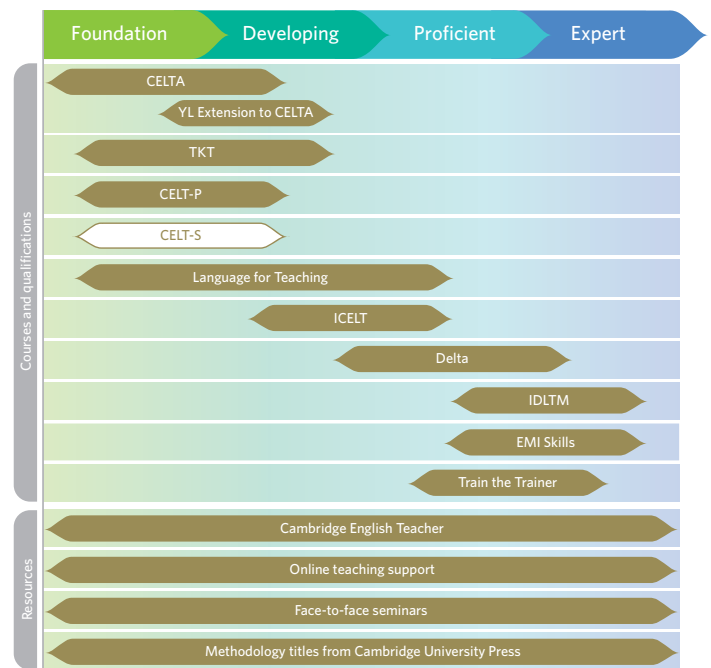 Foundation
Developing
Proficient
Expert
Courses and qualifications
CELTA
YL Extension to CELTA
TKT
CELT-P
CELT-S
Language for Teaching
ICELT
Delta
IDLTM
EMI Skills
Train the Trainer
Resources
Cambridge English Teacher
Online teaching support
Face-to-face seminars
Methodology titles from Cambridge University Press